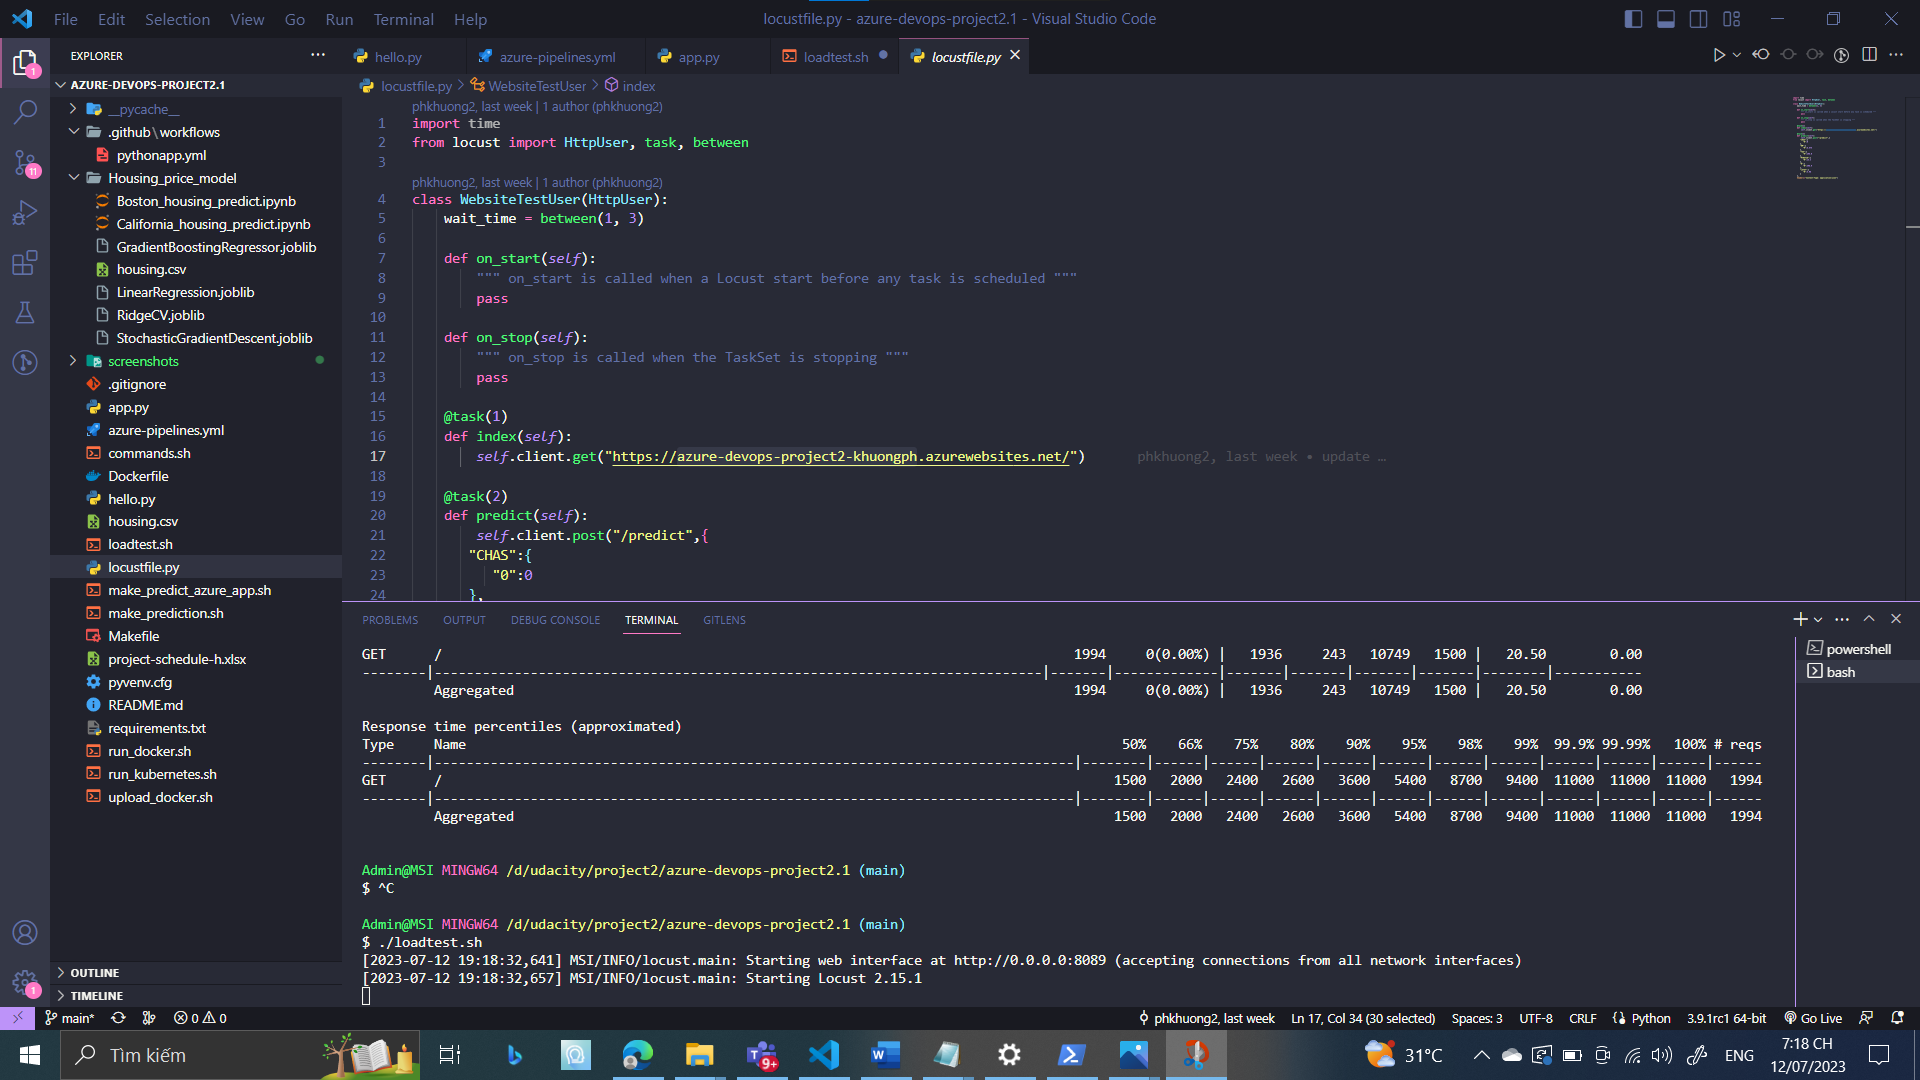 File Edit Selection View Go Run Terminal Help
locustfile.py - azure-devops-project2.1 - Visual Studio Code
EXPLORER
hello.py azure-pipelines.yml app.py loadtest.sh locustfile.py
AZURE-DEVOPS-PROJECT2.1
__pycache__
.github\workflows
pythonapp.yml
Housing_price_model
Boston_housing_predict.ipynb
California_housing_predict.ipynb
GradientBoostingRegressor.joblib
housing.csv
LinearRegression.joblib
RidgeCV.joblib
StochasticGradientDescent.joblib
screenshots
.gitignore
app.py
azure-pipelines.yml
commands.sh
Dockerfile
hello.py
housing.csv
loadtest.sh
locustfile.py
make_predict_azure_app.sh
make_prediction.sh
Makefile
project-schedule-h.xlsx
pyvenv.cfg
README.md
requirements.txt
run_docker.sh
run_kubernetes.sh
upload_docker.sh
OUTLINE
TIMELINE
1
11
1
locustfile.py > WebsiteTestUser > index
phkhuong2, last week | 1 author (phkhuong2)
1 import time
2 from locust import HttpUser, task, between
3
phkhuong2, last week | 1 author (phkhuong2)
4 class WebsiteTestUser(HttpUser):
5 wait_time = between(1, 3)
6
7 def on_start(self):
8 """ on_start is called when a Locust start before any task is scheduled """
9 pass
10
11 def on_stop(self):
12 """ on_stop is called when the TaskSet is stopping """
13 pass
14
15 @task(1)
16 def index(self):
17 self.client.get("https://azure-devops-project2-khuongph.azurewebsites.net/") phkhuong2, last week • update …
18
19 @task(2)
20 def predict(self):
21 self.client.post("/predict",{
22 "CHAS":{
23 "0":0
24 },
PROBLEMS OUTPUT DEBUG CONSOLE TERMINAL GITLENS
powershell
bash
GET / 1994 0(0.00%) | 1936 243 10749 1500 | 20.50 0.00
--------|----------------------------------------------------------------------------|-------|-------------|-------|-------|-------|-------|--------|-----------
Aggregated 1994 0(0.00%) | 1936 243 10749 1500 | 20.50 0.00
Response time percentiles (approximated)
Type Name 50% 66% 75% 80% 90% 95% 98% 99% 99.9% 99.99% 100% # reqs
--------|--------------------------------------------------------------------------------|--------|------|------|------|------|------|------|------|------|------|------|------
GET / 1500 2000 2400 2600 3600 5400 8700 9400 11000 11000 11000 1994
--------|--------------------------------------------------------------------------------|--------|------|------|------|------|------|------|------|------|------|------|------
Aggregated 1500 2000 2400 2600 3600 5400 8700 9400 11000 11000 11000 1994
Admin@MSI MINGW64 /d/udacity/project2/azure-devops-project2.1 (main)
$ ^C
Admin@MSI MINGW64 /d/udacity/project2/azure-devops-project2.1 (main)
$ ./loadtest.sh
[2023-07-12 19:18:32,641] MSI/INFO/locust.main: Starting web interface at http://0.0.0.0:8089 (accepting connections from all network interfaces)
[2023-07-12 19:18:32,657] MSI/INFO/locust.main: Starting Locust 2.15.1
main* 0 0 phkhuong2, last week Ln 17, Col 34 (30 selected) Spaces: 3 UTF-8 CRLF Python 3.9.1rc1 64-bit Go Live
Tìm kiếm 9+ 31°C ENG 7:18 CH
12/07/2023